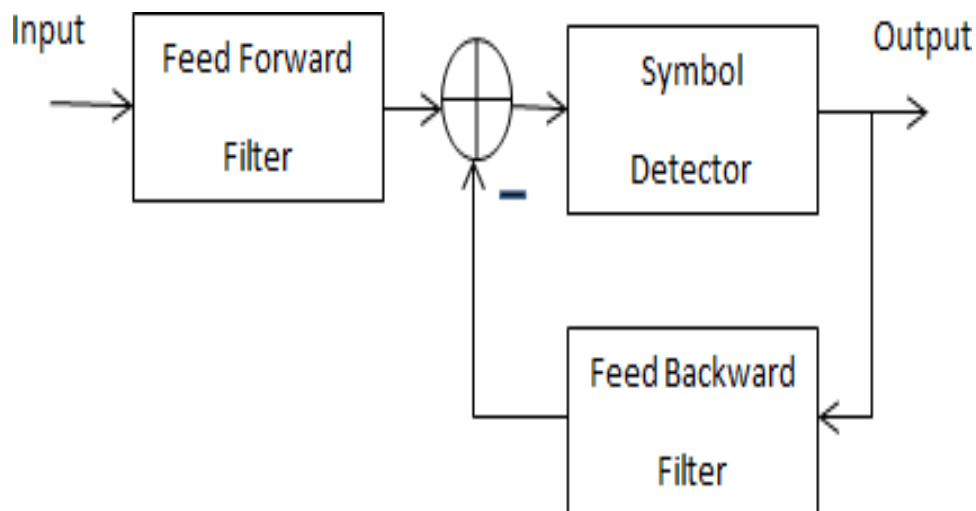 Input
Feed Forward
Filter
Symbol
Detector
Output
Feed Backward
Filter